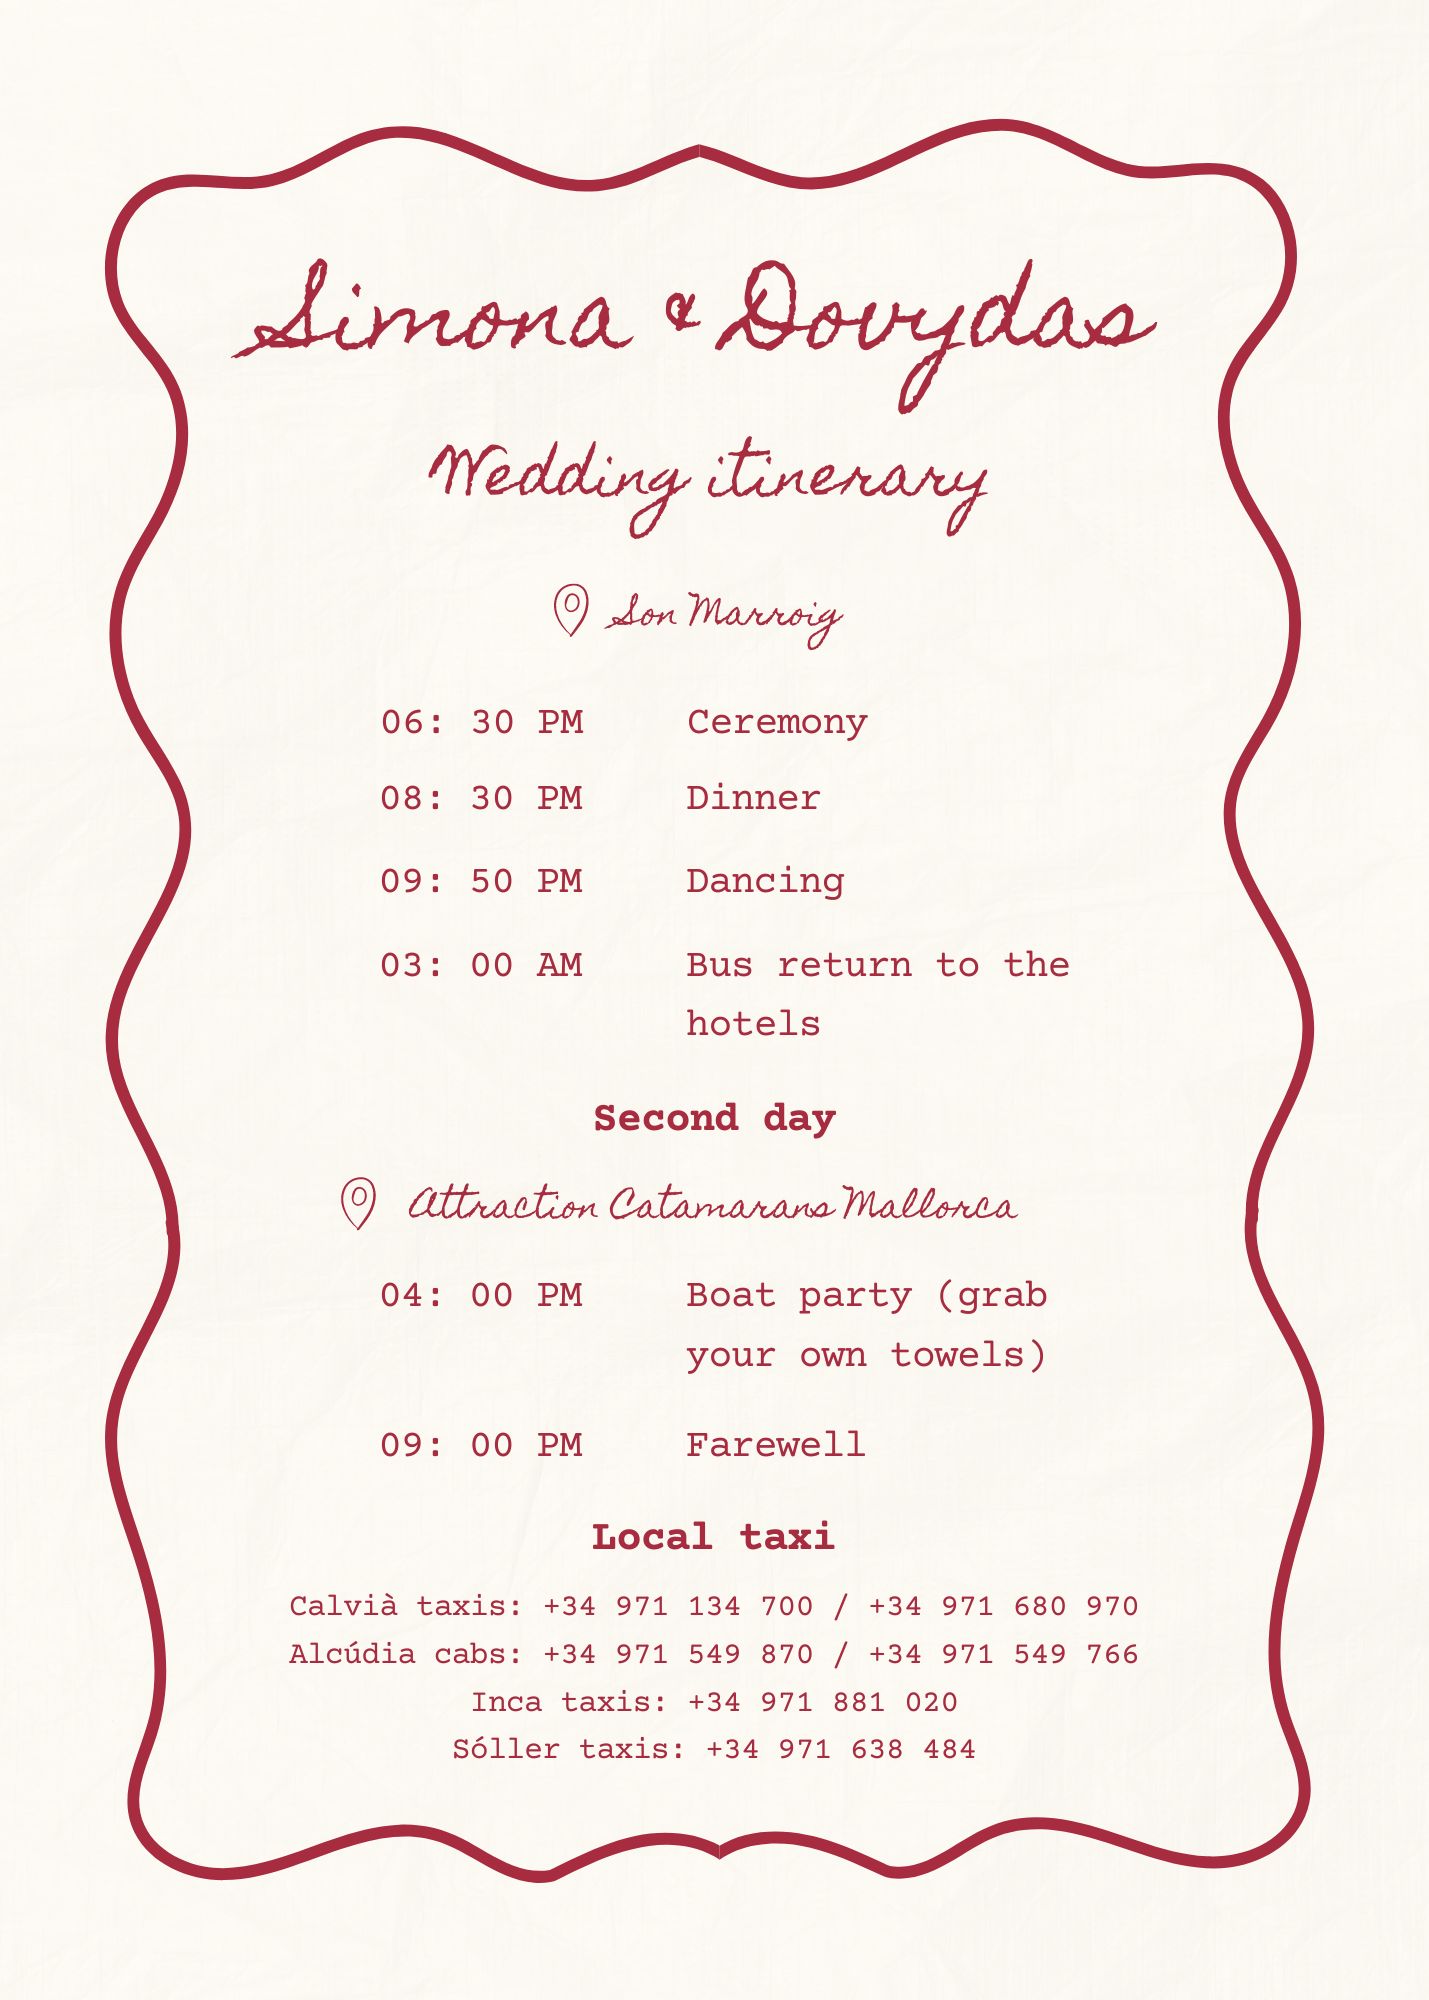 Simona & Dovydas
Wedding itinerary
Son Marroig
06: 30 PM Ceremony
08: 30 PM Dinner
09: 50 PM Dancing
03: 00 AM Bus return to the
hotels
Second day
Attraction Catamarans Mallorca
04: 00 PM Boat party (grab
your own towels)
09: 00 PM Farewell
Local taxi
Calvià taxis: +34 971 134 700 / +34 971 680 970
Alcúdia cabs: +34 971 549 870 / +34 971 549 766
Inca taxis: +34 971 881 020
Sóller taxis: +34 971 638 484